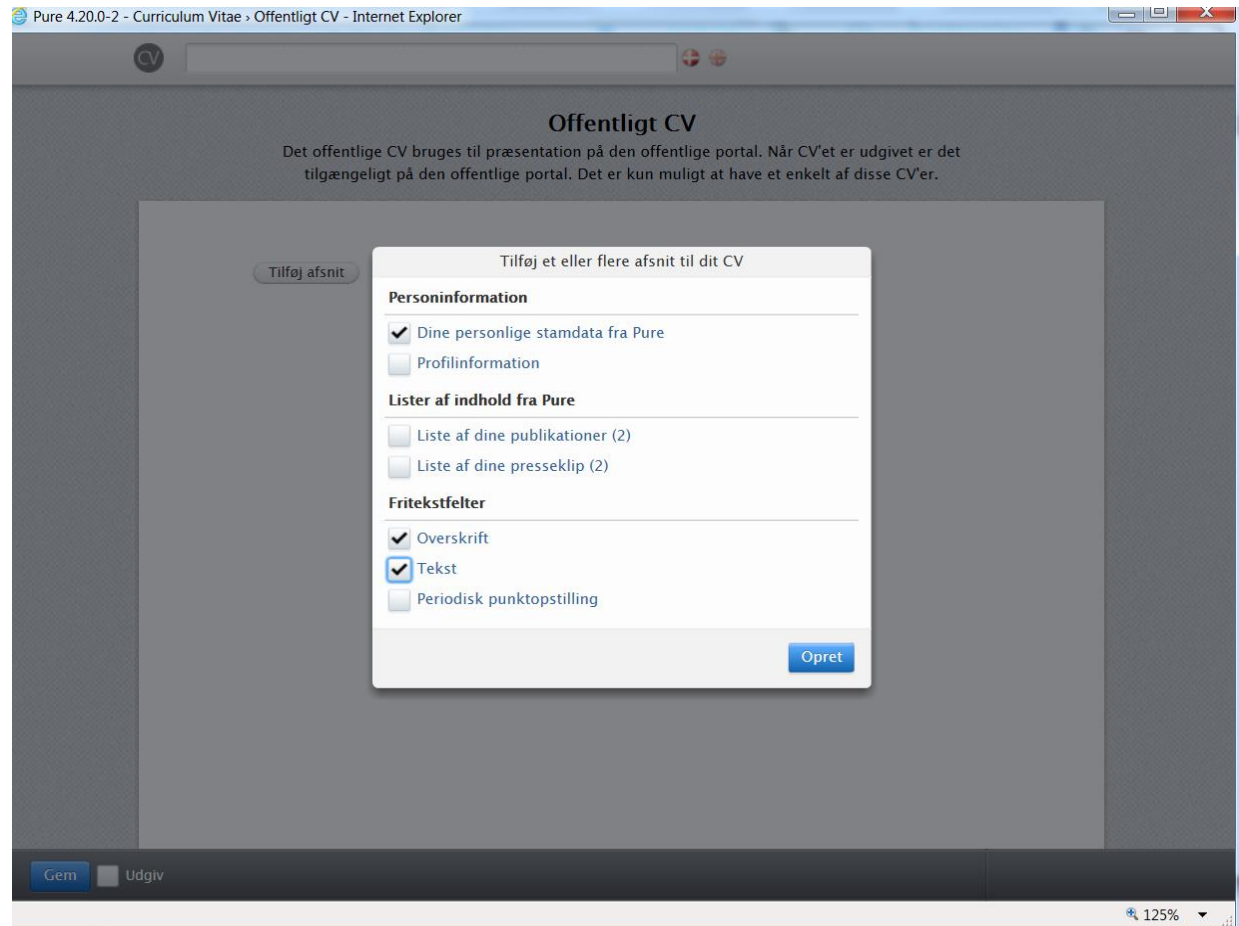 Pure 4.20.0-2 - Curriculum Vitae › Offentligt CV - Internet Explorer
CV
Offentligt CV
Det offentlige CV bruges til præsentation på den offentlige portal. Når CV'et er udgivet er det
tilgængeligt på den offentlige portal. Det er kun muligt at have et enkelt af disse CV'er.
Tilføj afsnit
Tilføj et eller flere afsnit til dit CV
Personinformation
Dine personlige stamdata fra Pure
Profilinformation
Lister af indhold fra Pure
Liste af dine publikationer (2)
Liste af dine presseklip (2)
Fritekstfelter
Overskrift
Tekst
Periodisk punktopstilling
Opret
Gem Udgiv
125%